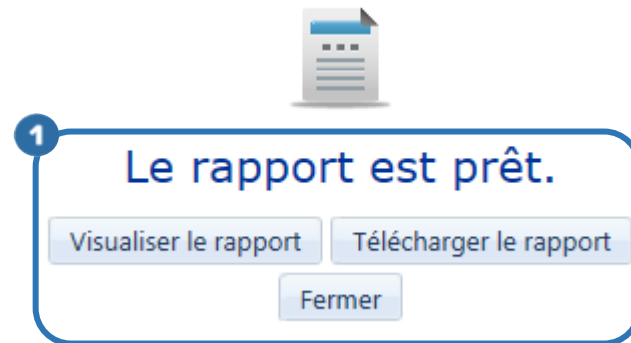 1
Le rapport est prêt.
Visualiser le rapport Télécharger le rapport
Fermer